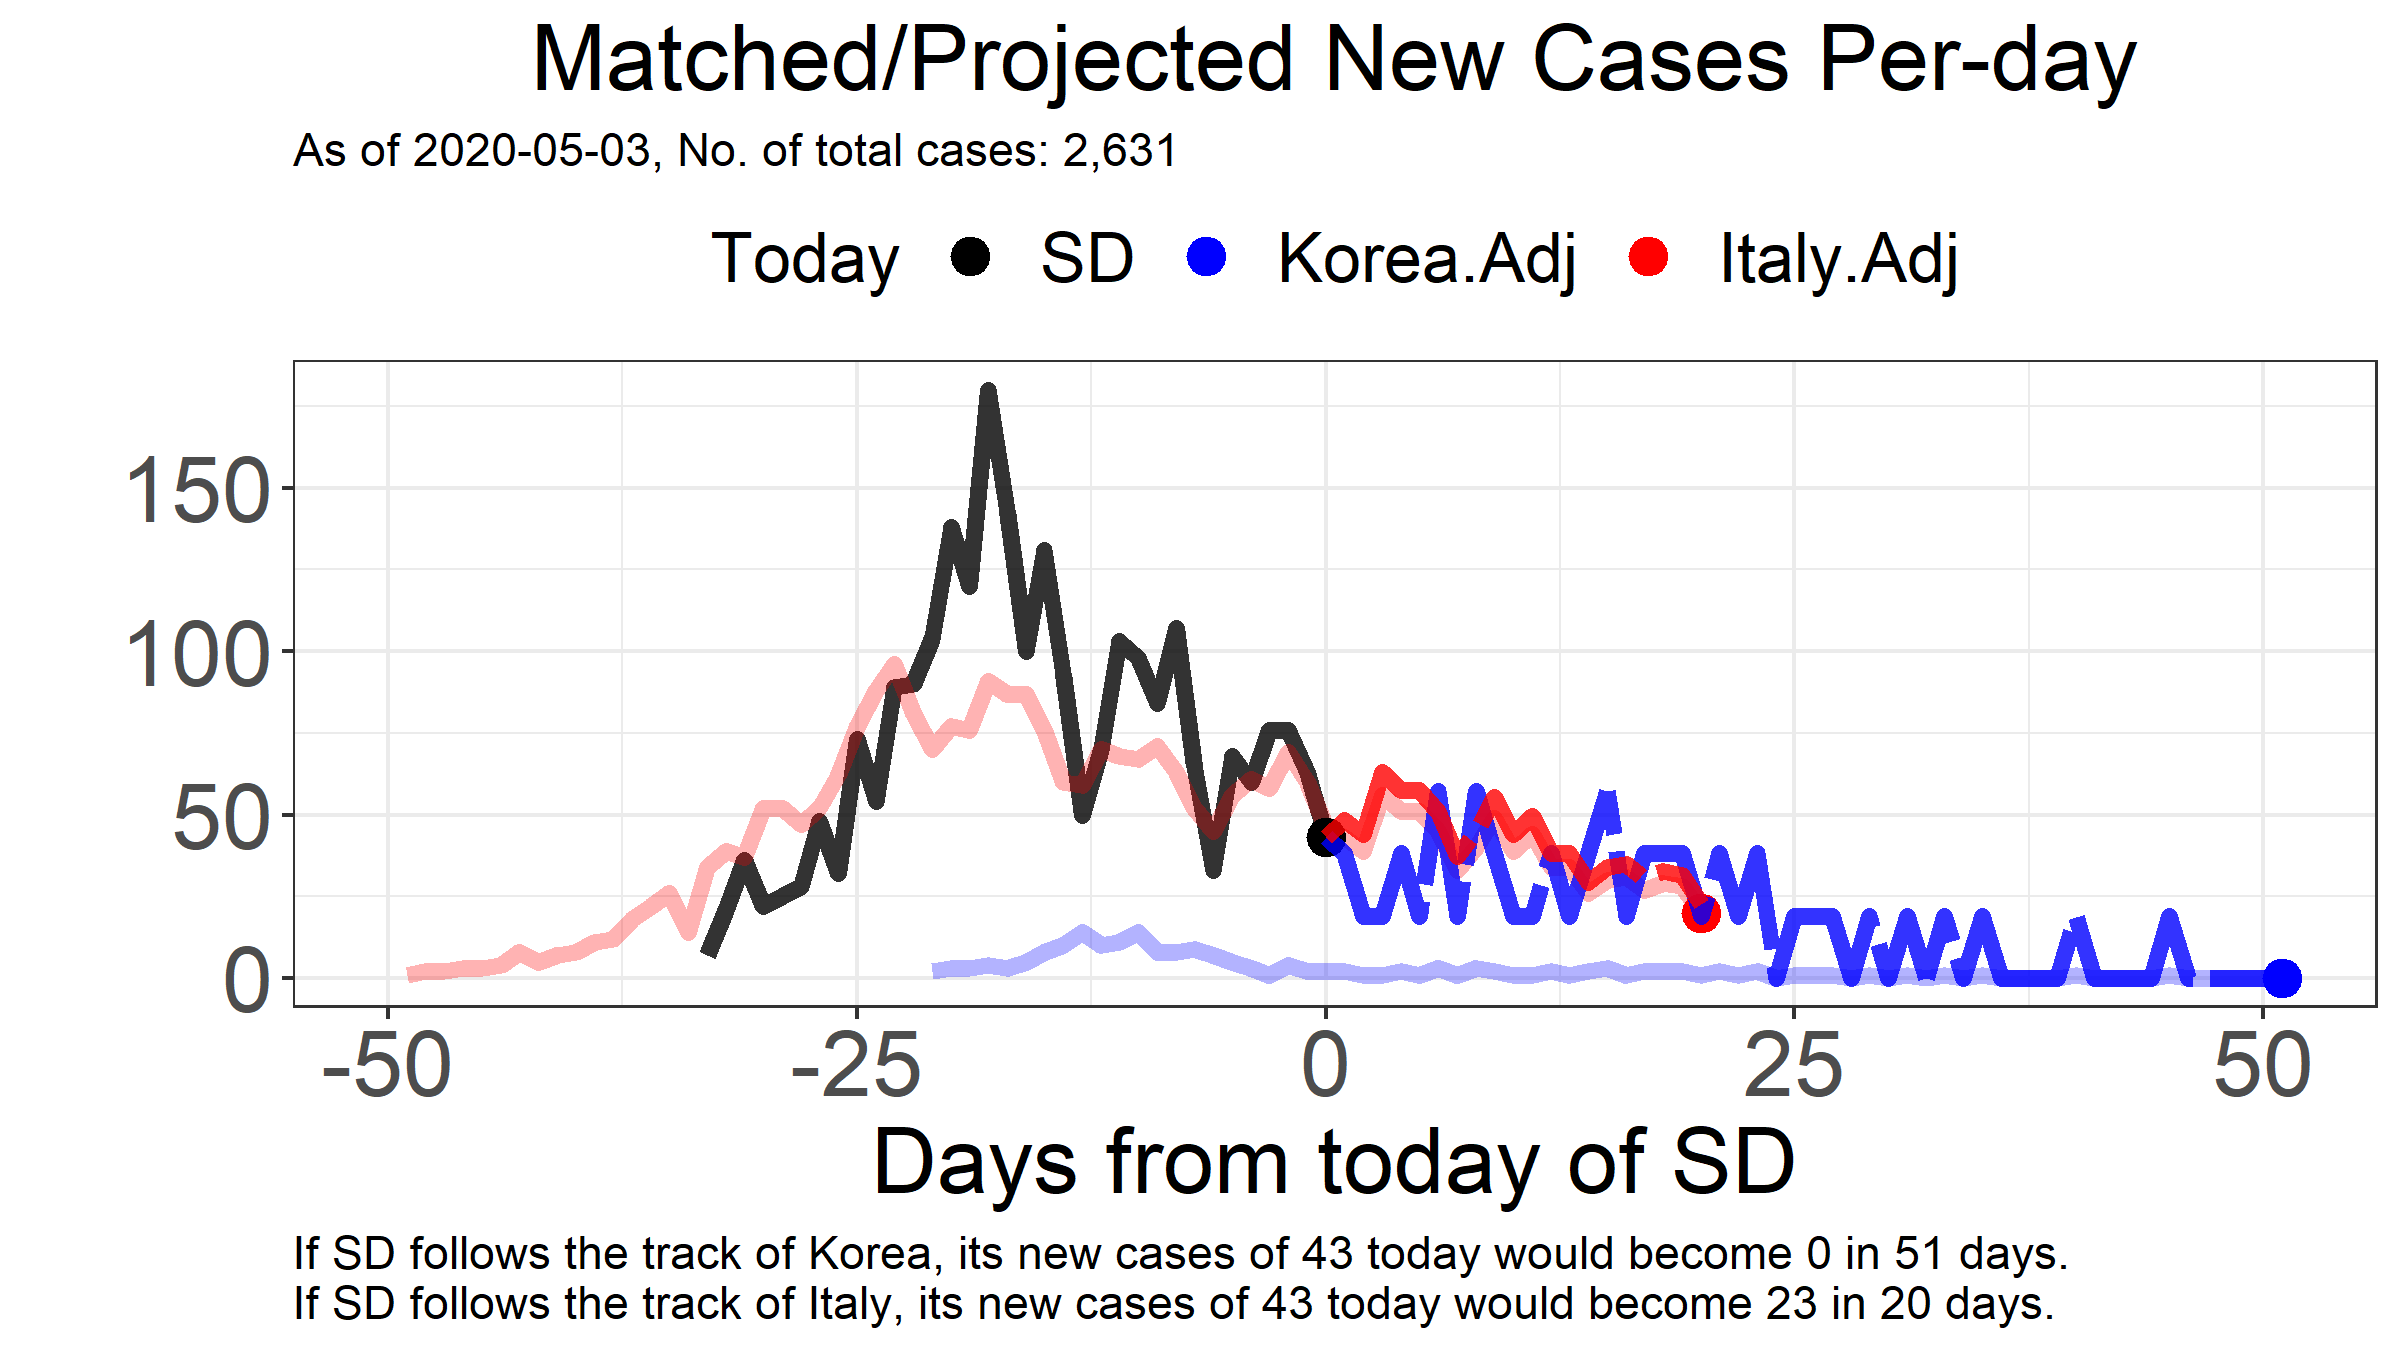 Matched/Projected New Cases Per-day
As of 2020-05-03, No. of total cases: 2,631
Today SD Korea.Adj Italy.Adj
150
100
50
0
-50 -25 0 25 50
Days from today of SD
If SD follows the track of Korea, its new cases of 43 today would become 0 in 51 days.
If SD follows the track of Italy, its new cases of 43 today would become 23 in 20 days.